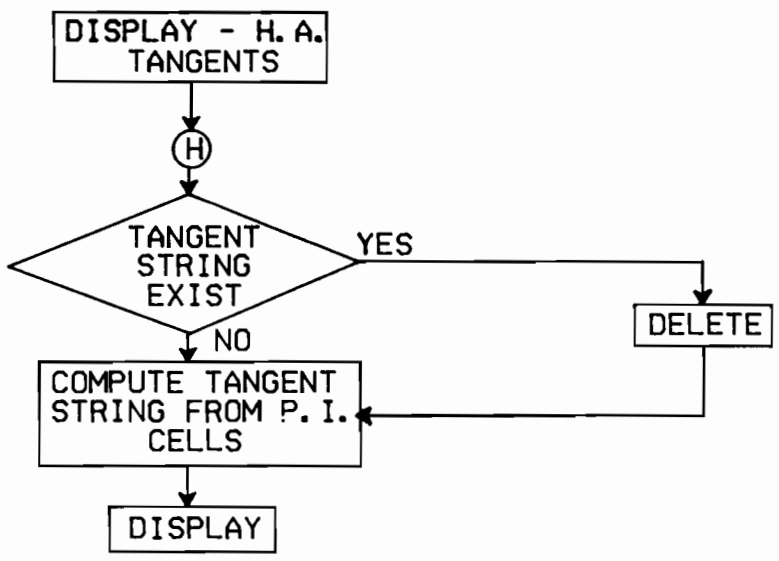 DISPLAY - H.A.
TANGENTS
H
TANGENT
STRING
EXIST
YES
NO
DELETE
COMPUTE TANGENT
STRING FROM P.I.
CELLS
DISPLAY